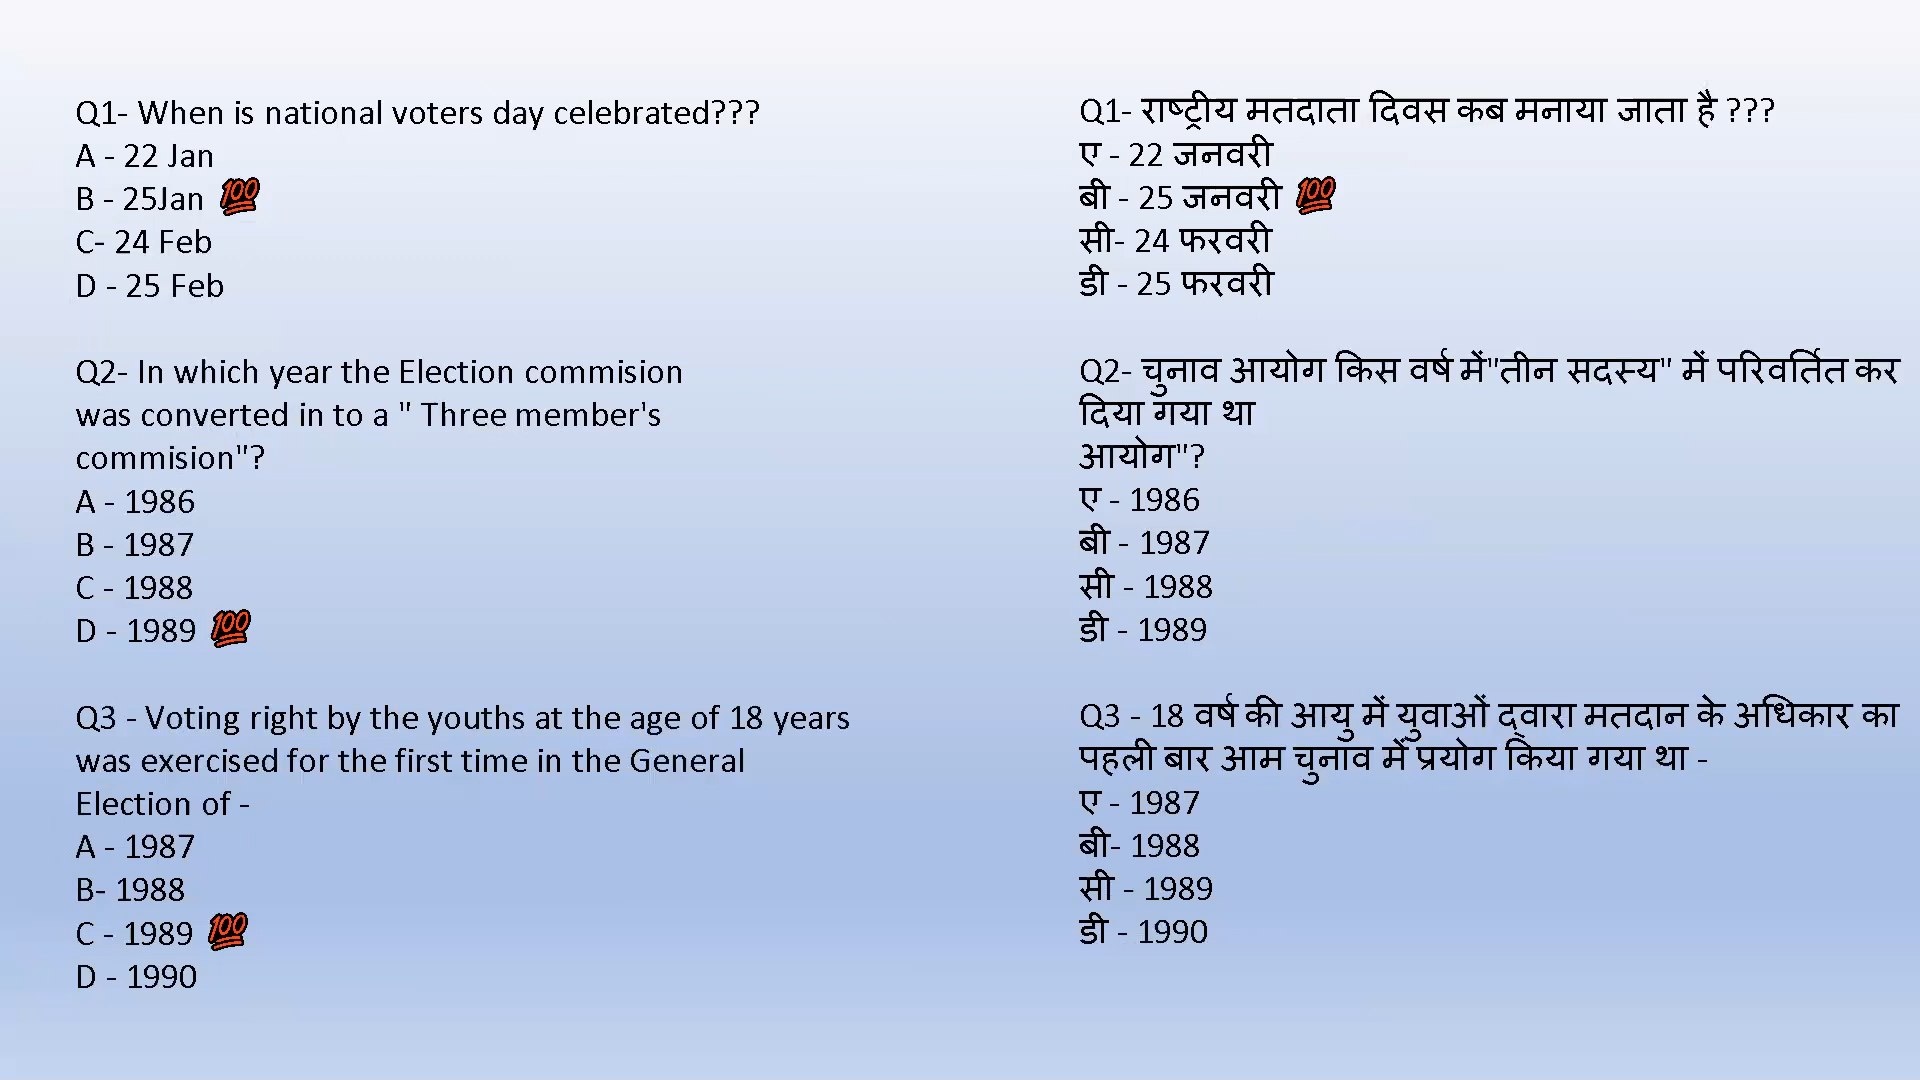 Q1- When is national voters day celebrated???
A - 22 Jan
B - 25Jan 💯
C- 24 Feb
D - 25 Feb
Q2- In which year the Election commision
was converted in to a " Three member's
commision"?
A - 1986
B - 1987
C - 1988
D - 1989 💯
Q3 - Voting right by the youths at the age of 18 years
was exercised for the first time in the General
Election of -
A - 1987
B- 1988
C - 1989 💯
D - 1990
Q1- राष्ट्रीय मतदाता दिवस कब मनाया जाता है ???
ए - 22 जनवरी
बी - 25 जनवरी 💯
सी- 24 फरवरी
डी - 25 फरवरी
Q2- चुनाव आयोग किस वर्ष में"तीन सदस्य" में परिवर्तित कर
दिया गया था
आयोग"?
ए - 1986
बी - 1987
सी - 1988
डी - 1989
Q3 - 18 वर्ष की आयु में युवाओं द्वारा मतदान के अधिकार का
पहली बार आम चुनाव में प्रयोग किया गया था -
ए - 1987
बी- 1988
सी - 1989
डी - 1990